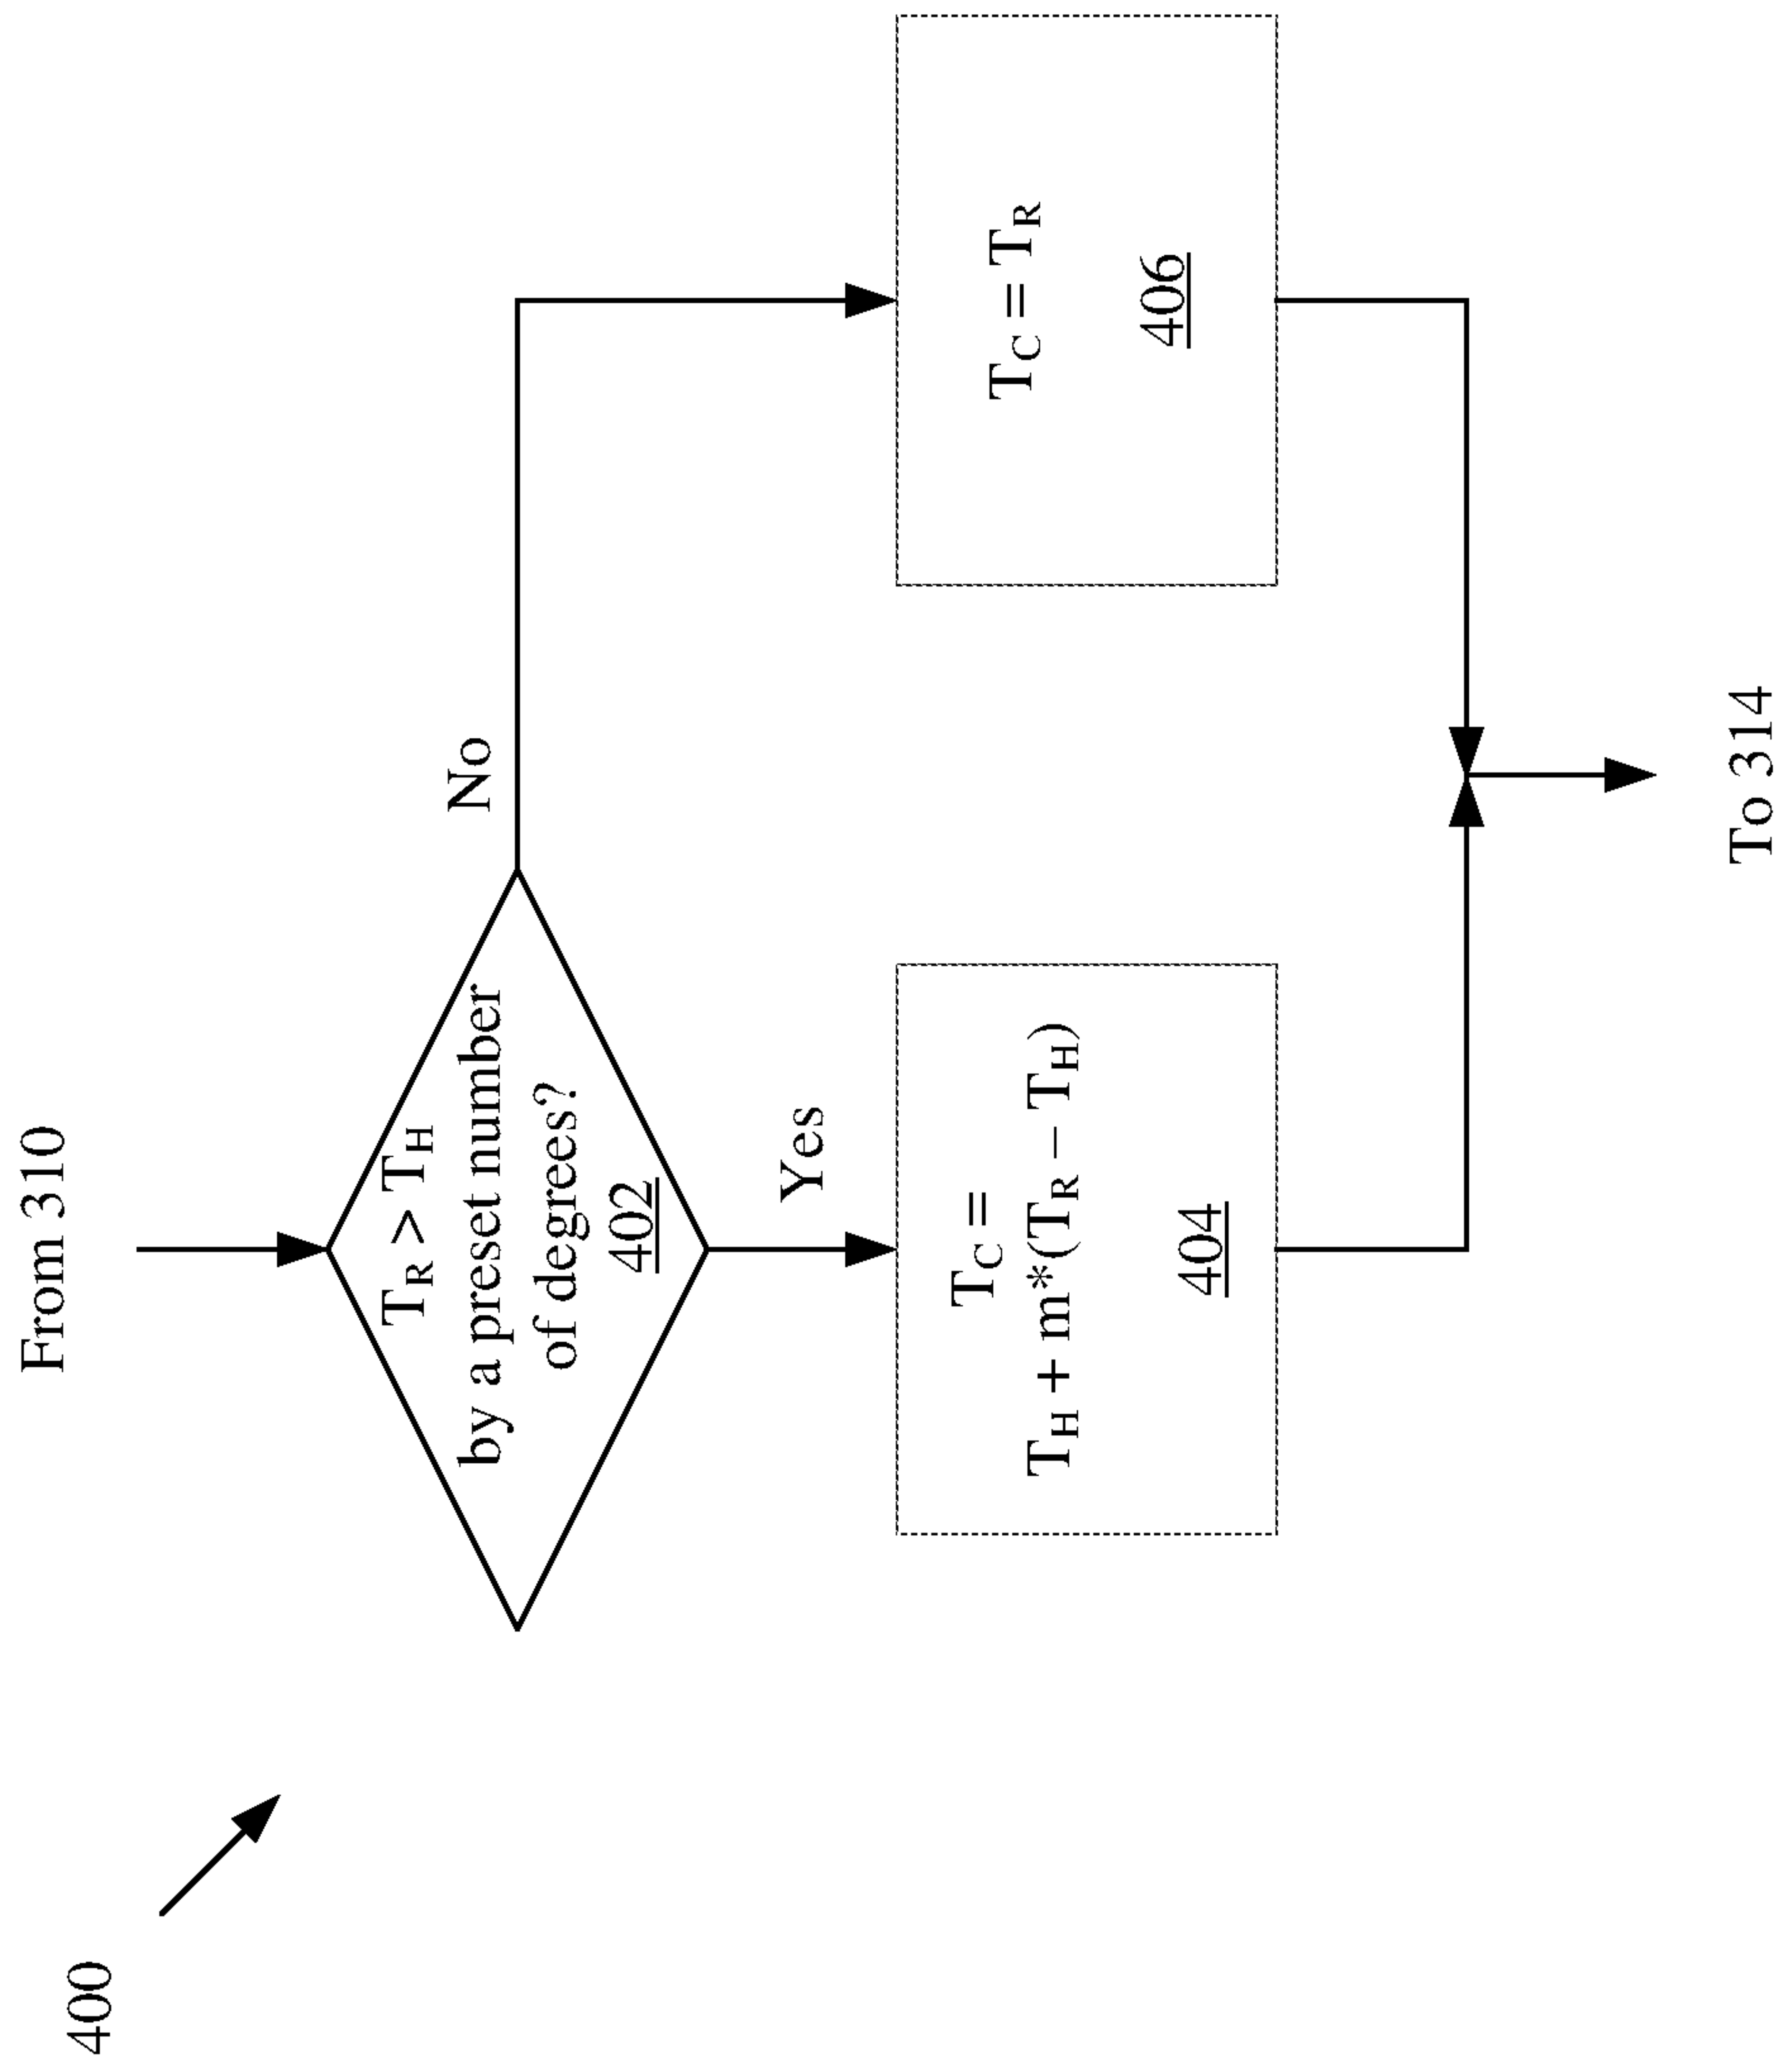 400
From 310
T_R > T_H
by a preset number
of degrees?
402
No
Yes
T_C =
T_H + m*(T_R – T_H)
404
T_C = T_R
406
To 314